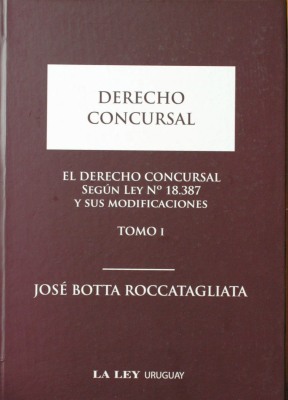 DERECHO
CONCURSAL
EL DERECHO CONCURSAL
SEGÚN LEY Nº 18.387
Y SUS MODIFICACIONES
TOMO I
JOSÉ BOTTA ROCCATAGLIATA
LA LEY URUGUAY